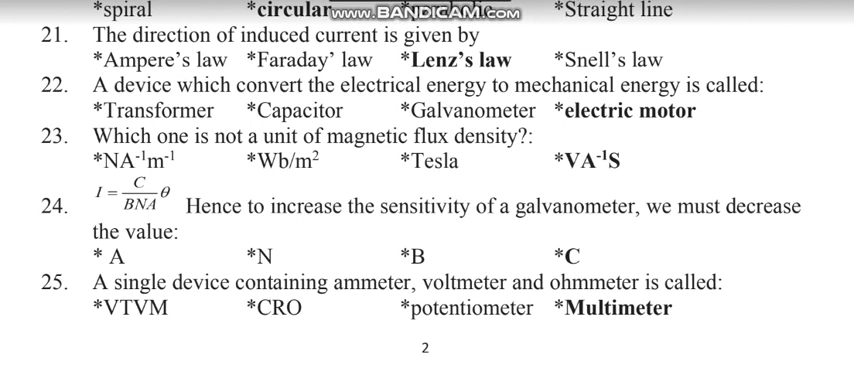 *spiral *circular *Straight line
www.BANDICAM.COM
21. The direction of induced current is given by
*Ampere's law *Faraday' law *Lenz's law *Snell's law
22. A device which convert the electrical energy to mechanical energy is called:
*Transformer *Capacitor *Galvanometer *electric motor
23. Which one is not a unit of magnetic flux density?:
*NA⁻¹m⁻¹ *Wb/m² *Tesla *VA⁻¹S
24. I = C/BNA θ Hence to increase the sensitivity of a galvanometer, we must decrease
the value:
* A *N *B *C
25. A single device containing ammeter, voltmeter and ohmmeter is called:
*VTVM *CRO *potentiometer *Multimeter
2